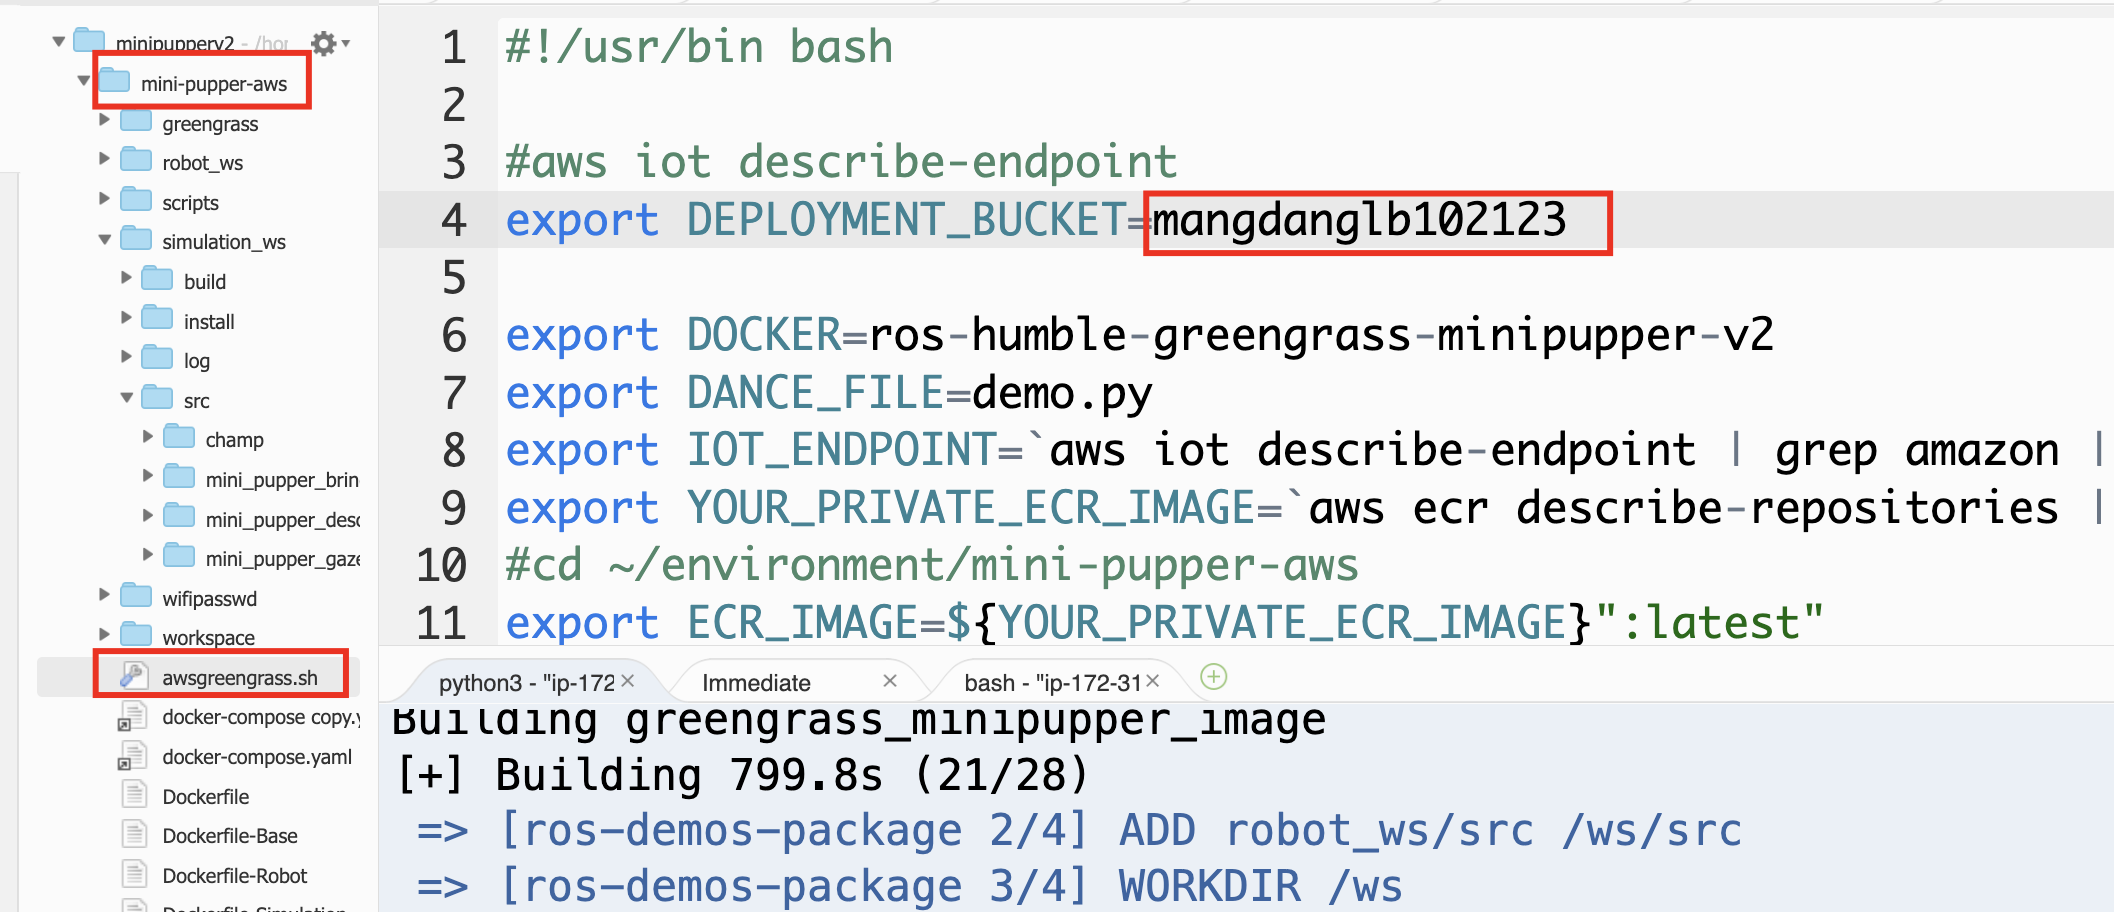 minipupperv2 - /hor
mini-pupper-aws
greengrass
robot_ws
scripts
simulation_ws
build
install
log
src
champ
mini_pupper_brin
mini_pupper_desc
mini_pupper_gaze
wifipasswd
workspace
awsgreengrass.sh
docker-compose copy.y
docker-compose.yaml
Dockerfile
Dockerfile-Base
Dockerfile-Robot
Dockerfile-Simulation
1 #!/usr/bin bash
2
3 #aws iot describe-endpoint
4 export DEPLOYMENT_BUCKET=mangdanglb102123
5
6 export DOCKER=ros-humble-greengrass-minipupper-v2
7 export DANCE_FILE=demo.py
8 export IOT_ENDPOINT=`aws iot describe-endpoint | grep amazon |
9 export YOUR_PRIVATE_ECR_IMAGE=`aws ecr describe-repositories |
10 #cd ~/environment/mini-pupper-aws
11 export ECR_IMAGE=${YOUR_PRIVATE_ECR_IMAGE}":latest"
python3 - "ip-172 × Immediate × bash - "ip-172-31 ×
Building greengrass_minipupper_image
[+] Building 799.8s (21/28)
=> [ros-demos-package 2/4] ADD robot_ws/src /ws/src
=> [ros-demos-package 3/4] WORKDIR /ws